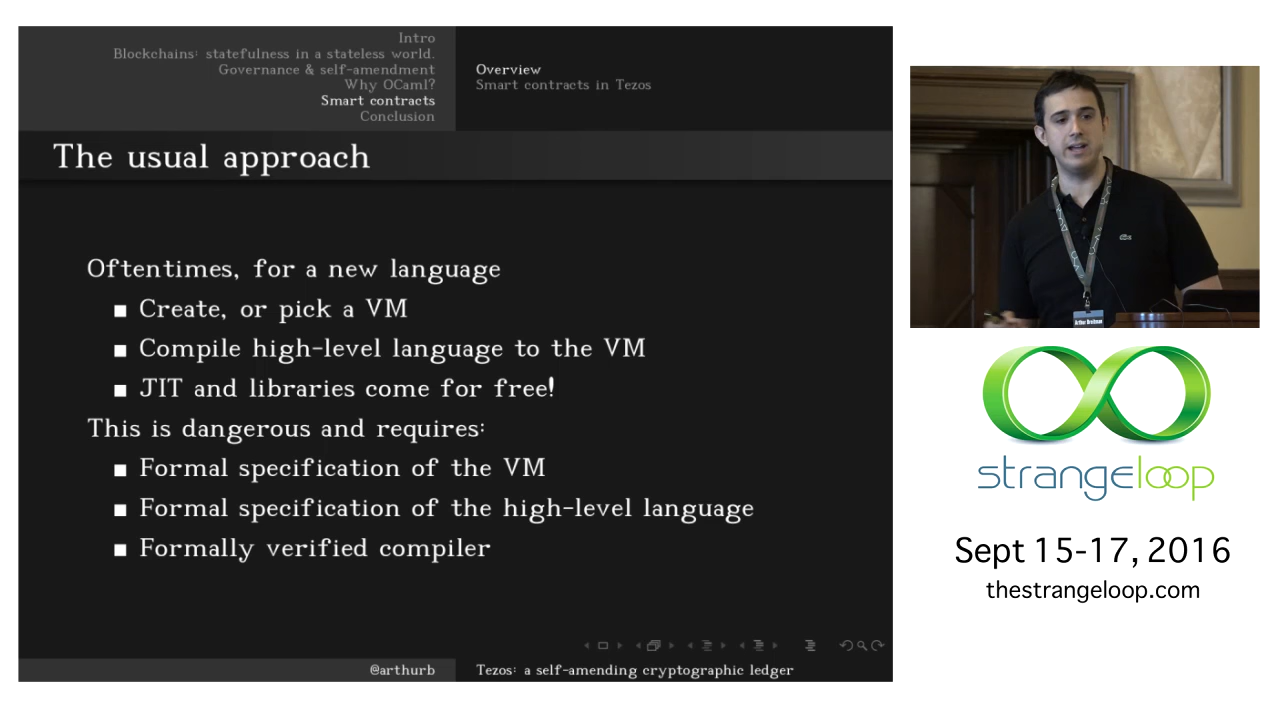 Intro
Blockchains: statefulness in a stateless world.
Governance & self-amendment
Why OCaml?
Smart contracts
Conclusion
Overview
Smart contracts in Tezos
The usual approach
Oftentimes, for a new language
■ Create, or pick a VM
■ Compile high-level language to the VM
■ JIT and libraries come for free!
This is dangerous and requires:
■ Formal specification of the VM
■ Formal specification of the high-level language
■ Formally verified compiler
@arthurb
Tezos: a self-amending cryptographic ledger
Arthur Breitman
strangeloop
Sept 15-17, 2016
thestrangeloop.com